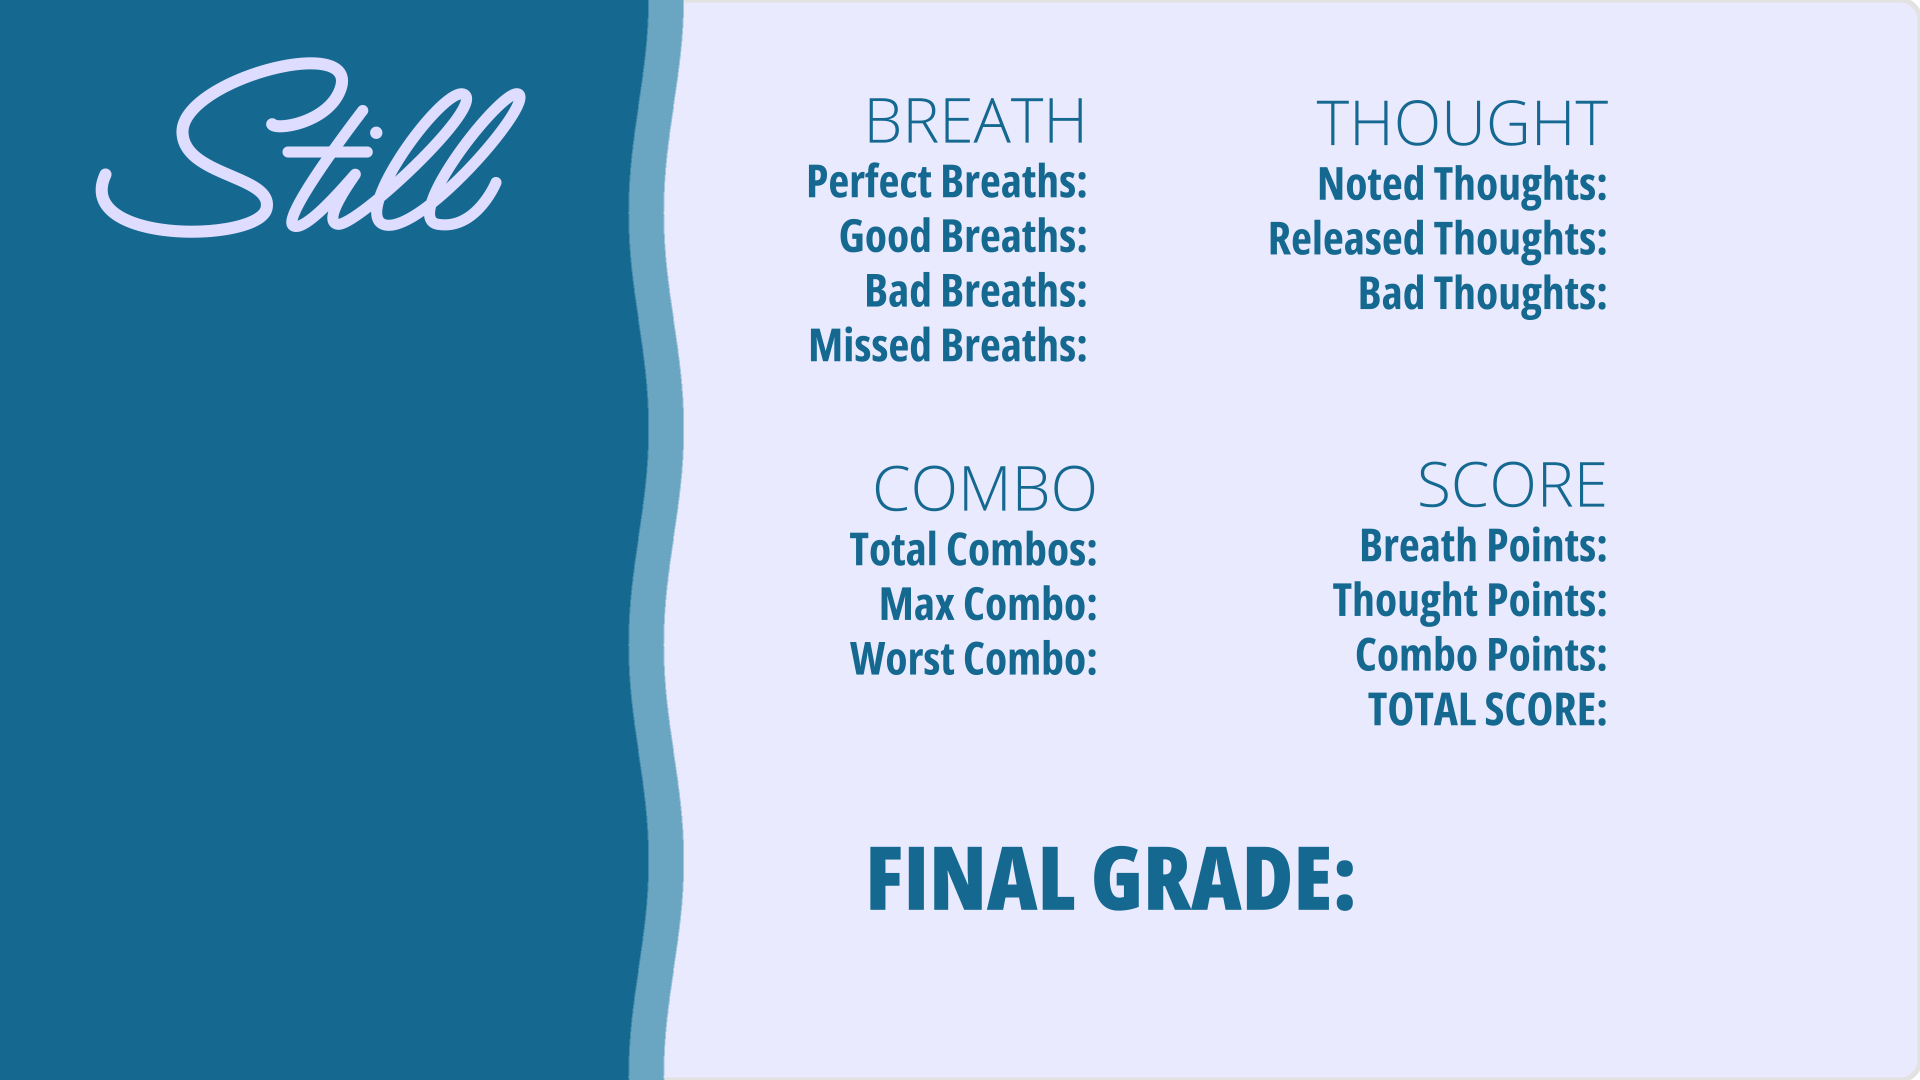 Still
BREATH
Perfect Breaths:
Good Breaths:
Bad Breaths:
Missed Breaths:
THOUGHT
Noted Thoughts:
Released Thoughts:
Bad Thoughts:
COMBO
Total Combos:
Max Combo:
Worst Combo:
SCORE
Breath Points:
Thought Points:
Combo Points:
TOTAL SCORE:
FINAL GRADE: